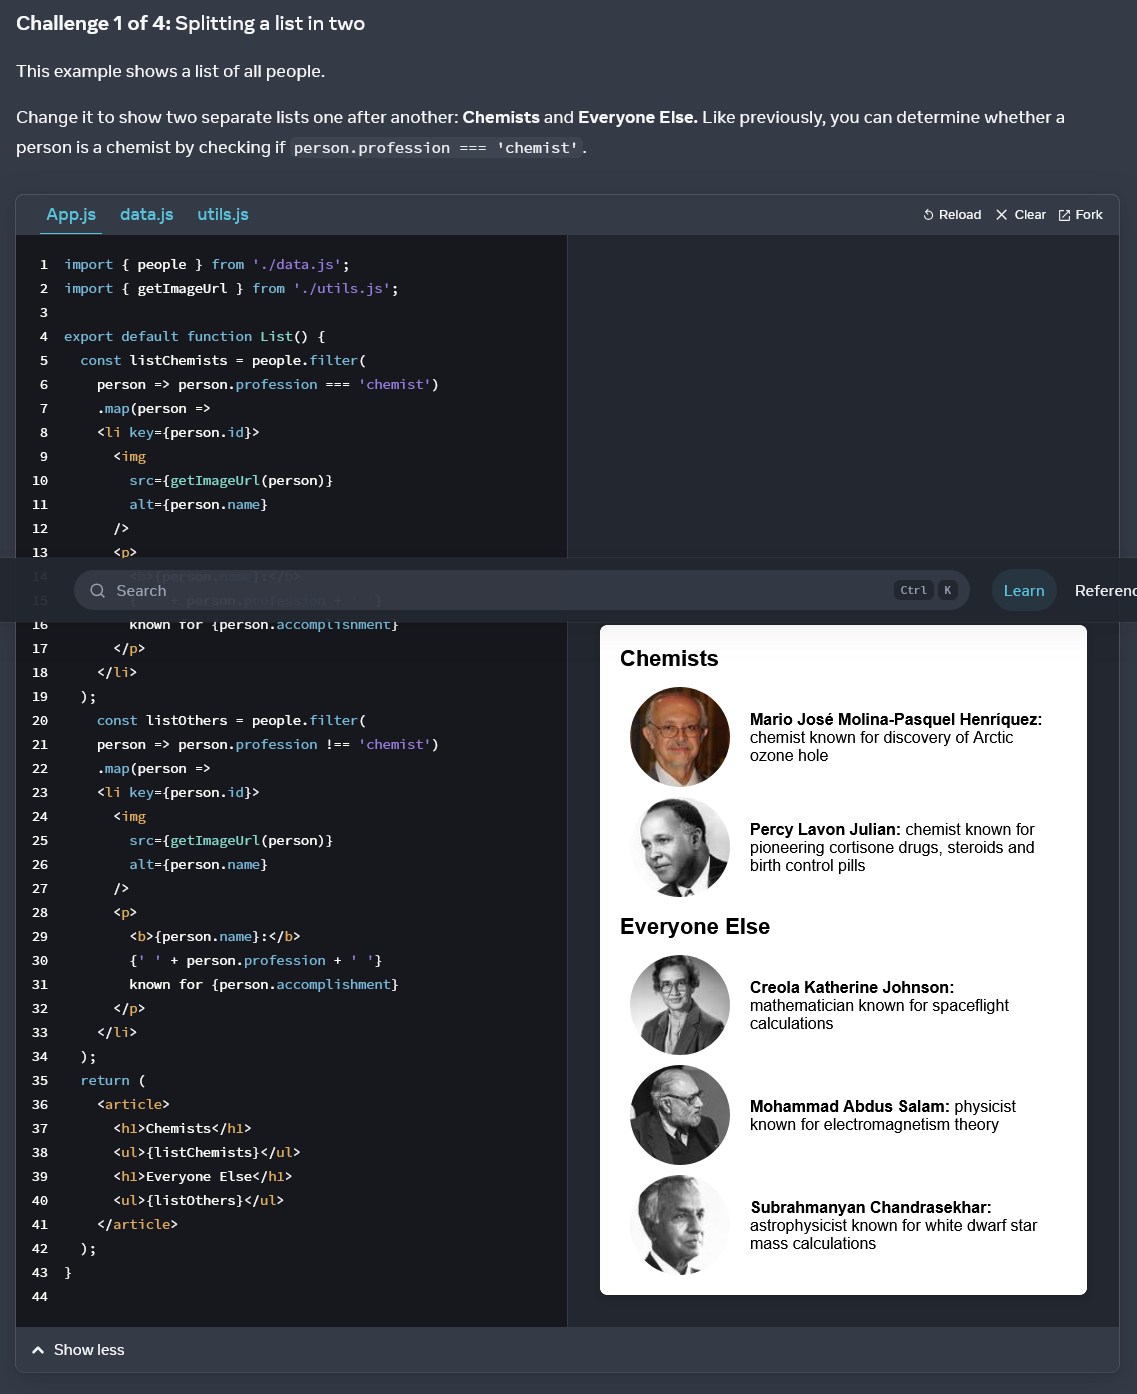 Challenge 1 of 4: Splitting a list in two
This example shows a list of all people.
Change it to show two separate lists one after another: Chemists and Everyone Else. Like previously, you can determine whether a
person is a chemist by checking if person.profession === 'chemist'.
App.js data.js utils.js Reload Clear Fork
1 import { people } from './data.js';
2 import { getImageUrl } from './utils.js';
3
4 export default function List() {
5 const listChemists = people.filter(
6 person => person.profession === 'chemist')
7 .map(person =>
8 <li key={person.id}>
9 <img
10 src={getImageUrl(person)}
11 alt={person.name}
12 />
13 <p>
14 <b>{person.name}:</b>
Search Ctrl K Learn Referenc
15 {' ' + person.profession + ' '}
16 known for {person.accomplishment}
17 </p>
18 </li>
19 );
20 const listOthers = people.filter(
21 person => person.profession !== 'chemist')
22 .map(person =>
23 <li key={person.id}>
24 <img
25 src={getImageUrl(person)}
26 alt={person.name}
27 />
28 <p>
29 <b>{person.name}:</b>
30 {' ' + person.profession + ' '}
31 known for {person.accomplishment}
32 </p>
33 </li>
34 );
35 return (
36 <article>
37 <h1>Chemists</h1>
38 <ul>{listChemists}</ul>
39 <h1>Everyone Else</h1>
40 <ul>{listOthers}</ul>
41 </article>
42 );
43 }
44
Chemists
Mario José Molina-Pasquel Henríquez:
chemist known for discovery of Arctic
ozone hole
Percy Lavon Julian: chemist known for
pioneering cortisone drugs, steroids and
birth control pills
Everyone Else
Creola Katherine Johnson:
mathematician known for spaceflight
calculations
Mohammad Abdus Salam: physicist
known for electromagnetism theory
Subrahmanyan Chandrasekhar:
astrophysicist known for white dwarf star
mass calculations
Show less